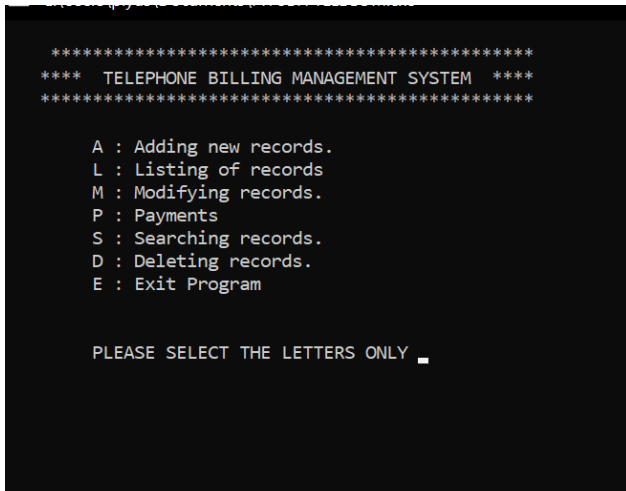 **********************************************
**** TELEPHONE BILLING MANAGEMENT SYSTEM ****
***********************************************
A : Adding new records.
L : Listing of records
M : Modifying records.
P : Payments
S : Searching records.
D : Deleting records.
E : Exit Program
PLEASE SELECT THE LETTERS ONLY